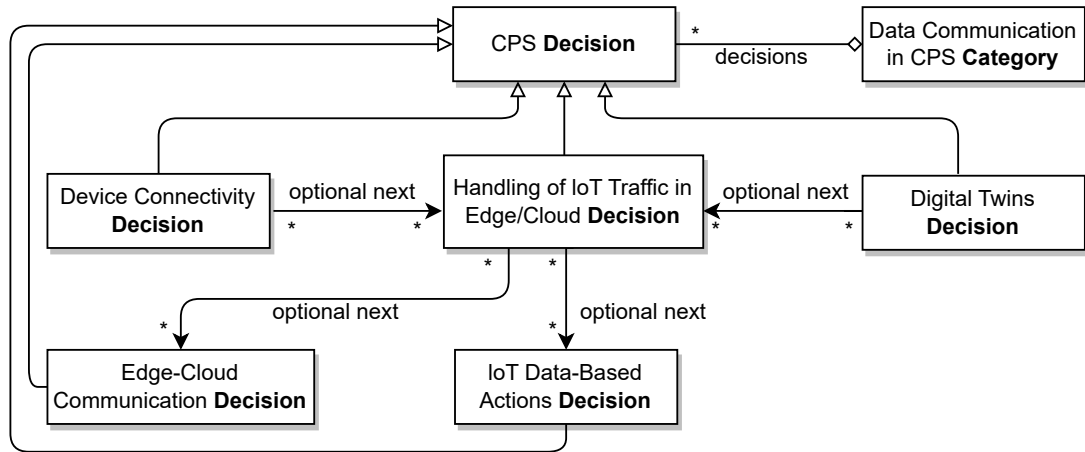 CPS Decision
*
decisions
Data Communication
in CPS Category
Device Connectivity
Decision
optional next
*
*
Handling of IoT Traffic in
Edge/Cloud Decision
optional next
*
*
Digital Twins
Decision
*
*
optional next
optional next
*
*
Edge-Cloud
Communication Decision
IoT Data-Based
Actions Decision